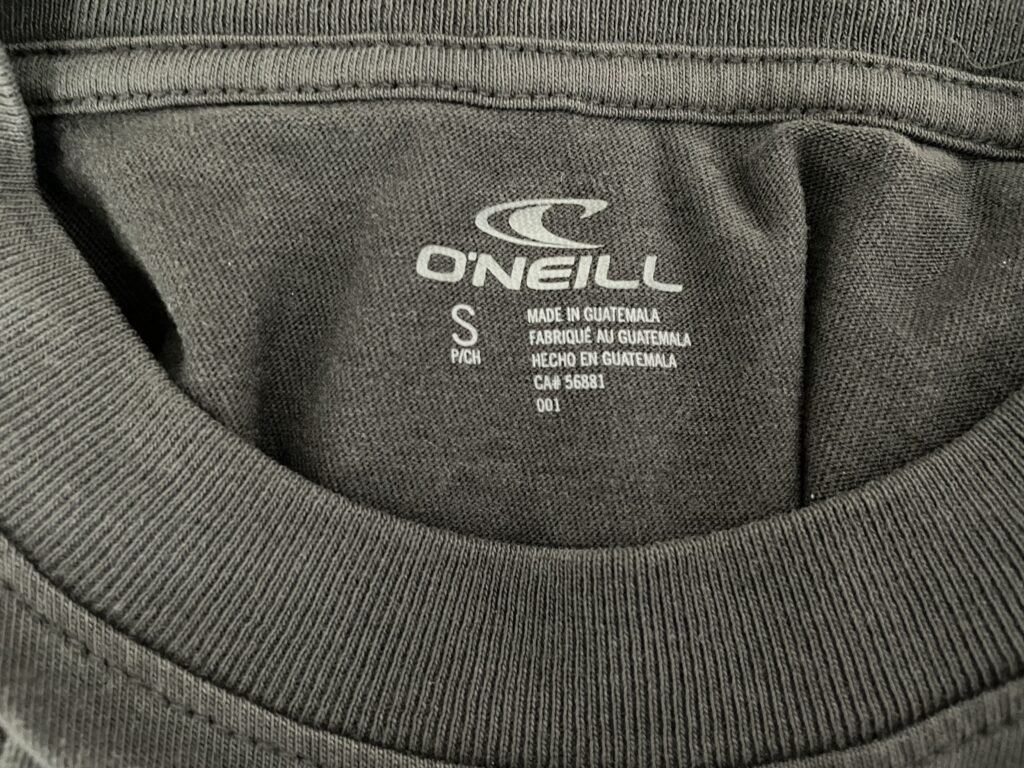 O'NEILL
S
P/CH
MADE IN GUATEMALA
FABRIQUÉ AU GUATEMALA
HECHO EN GUATEMALA
CA# 56881
001